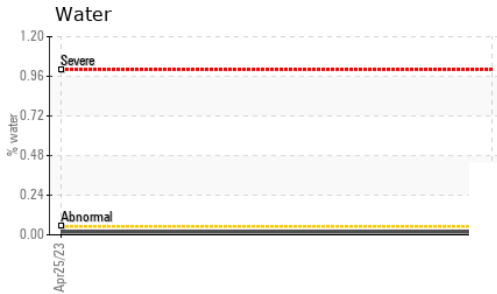 Water
1.20
Severe
0.96
0.72
% water
0.48
0.24
Abnormal
0.00
Apr25/23